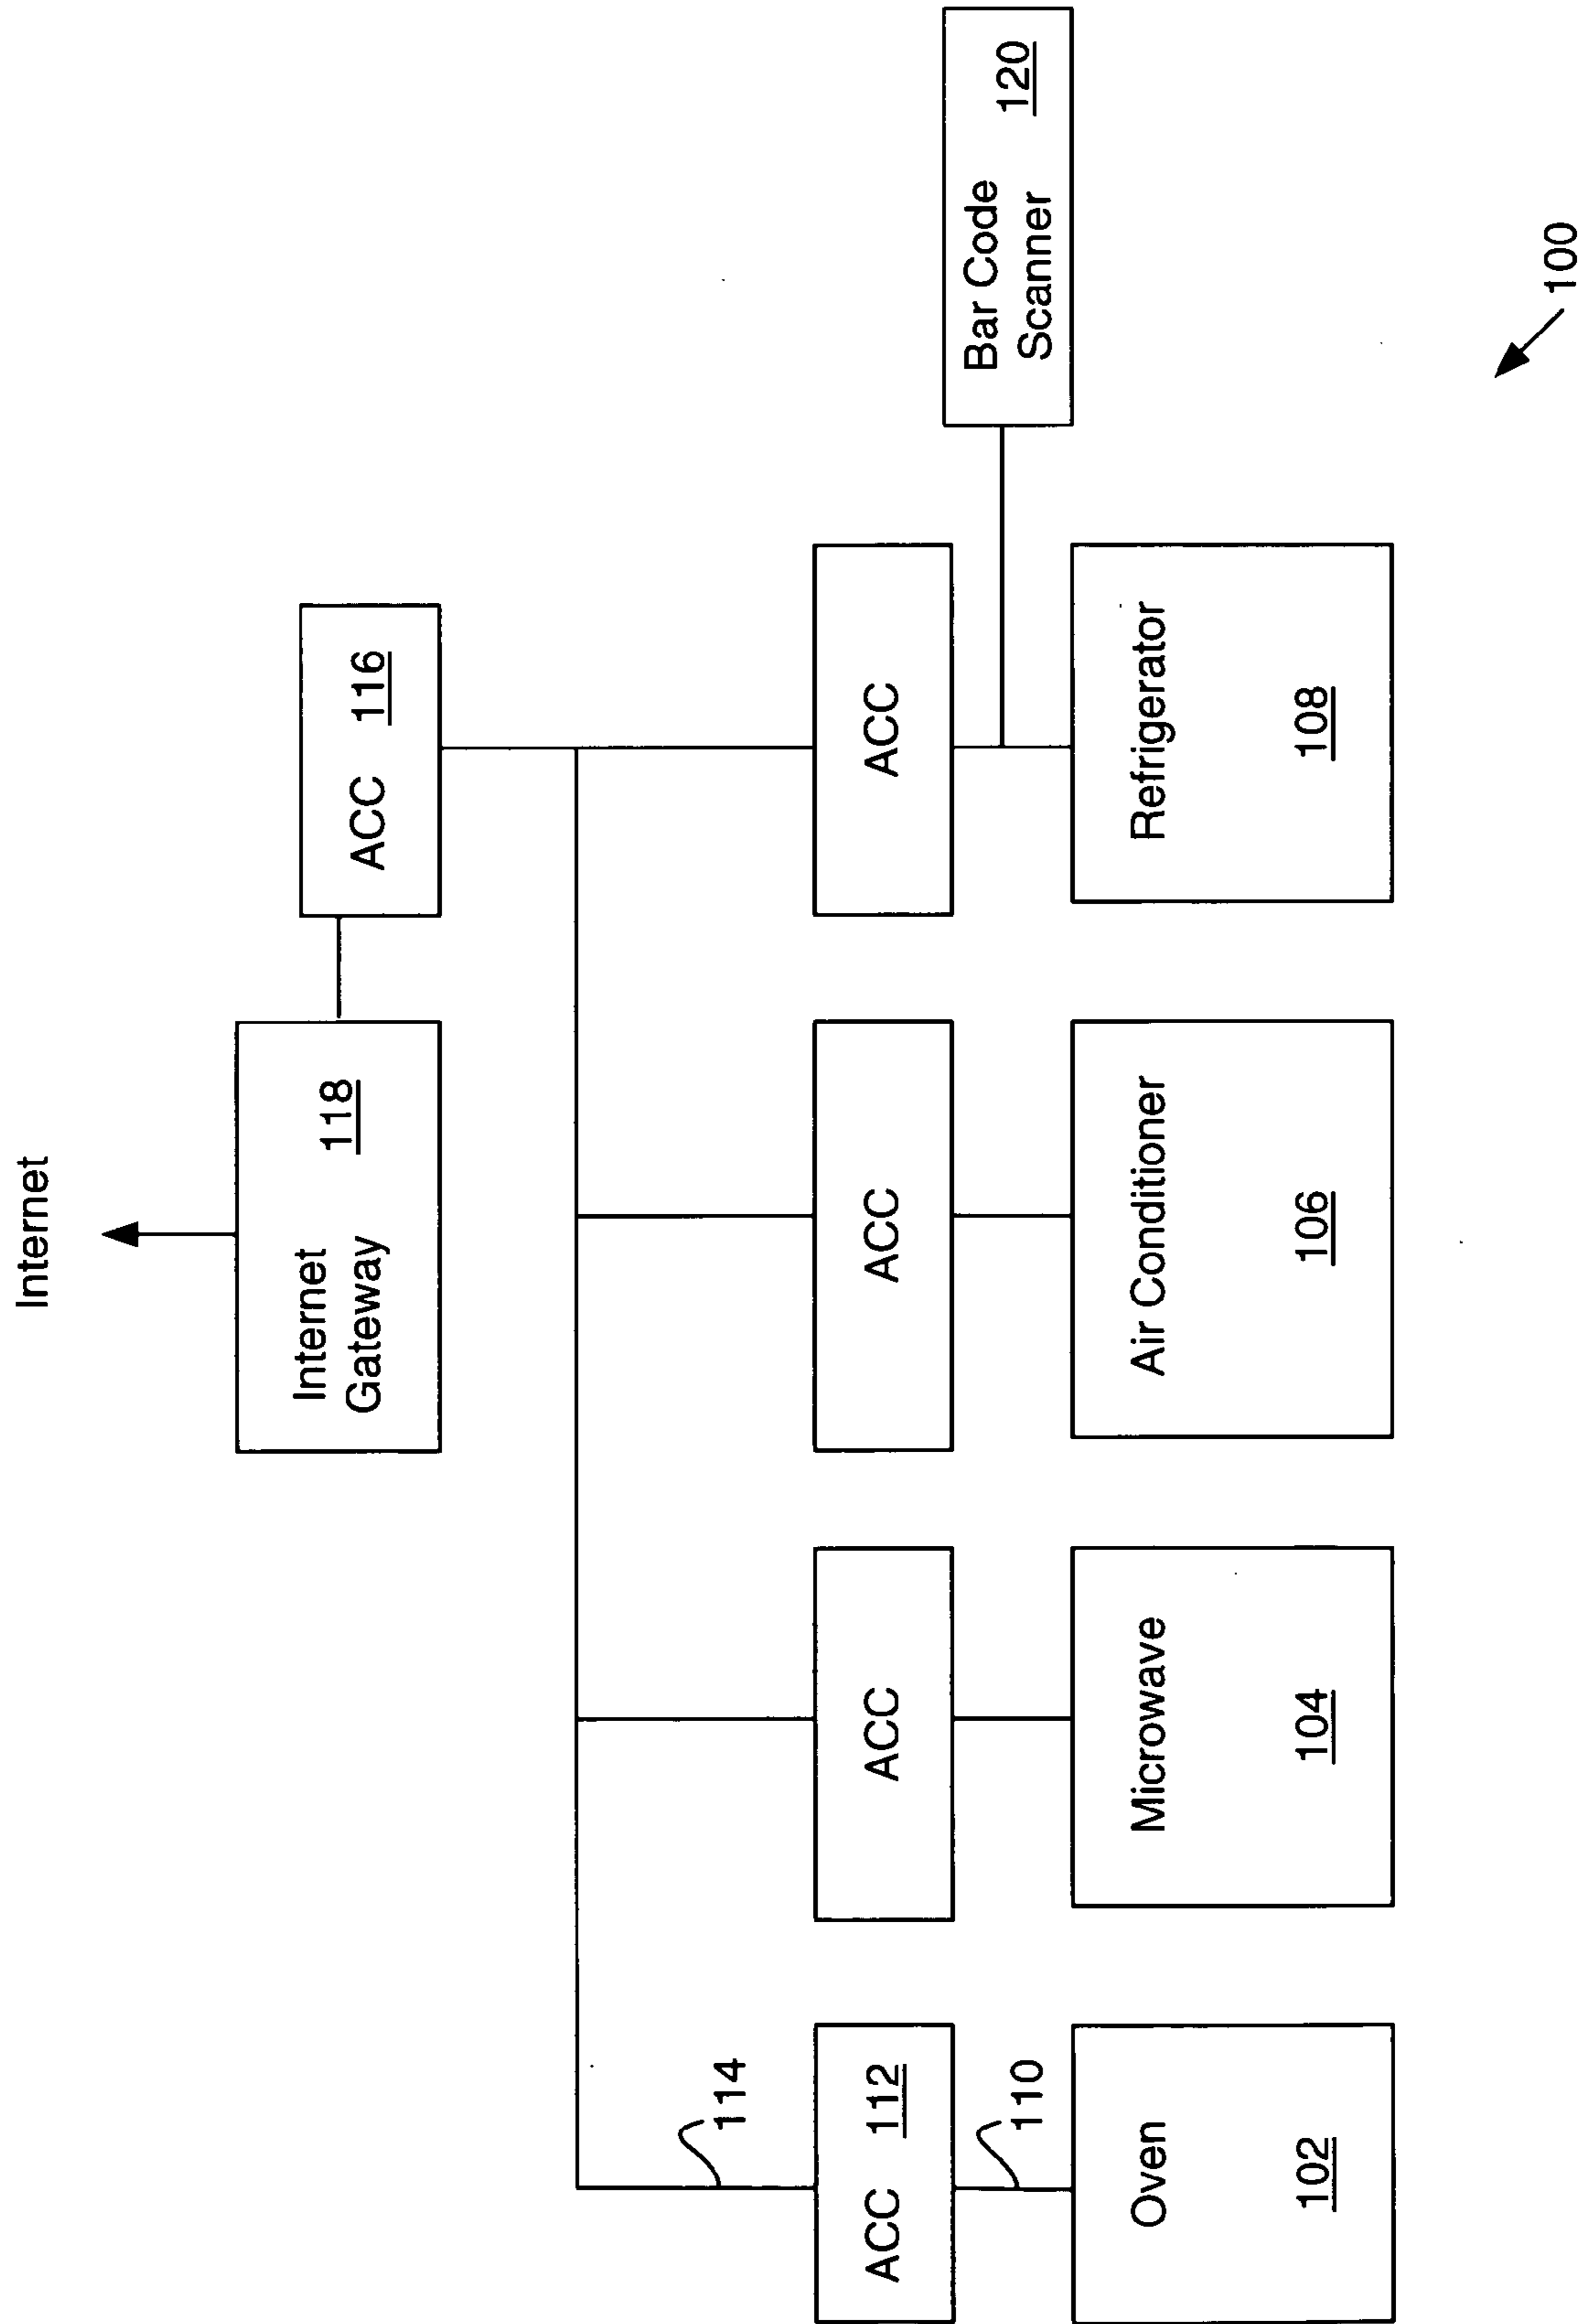 Internet
Internet
Gateway
118
ACC 116
114
ACC 112
ACC
ACC
ACC
110
Bar Code
Scanner
120
Oven
102
Microwave
104
Air Conditioner
106
Refrigerator
108
100